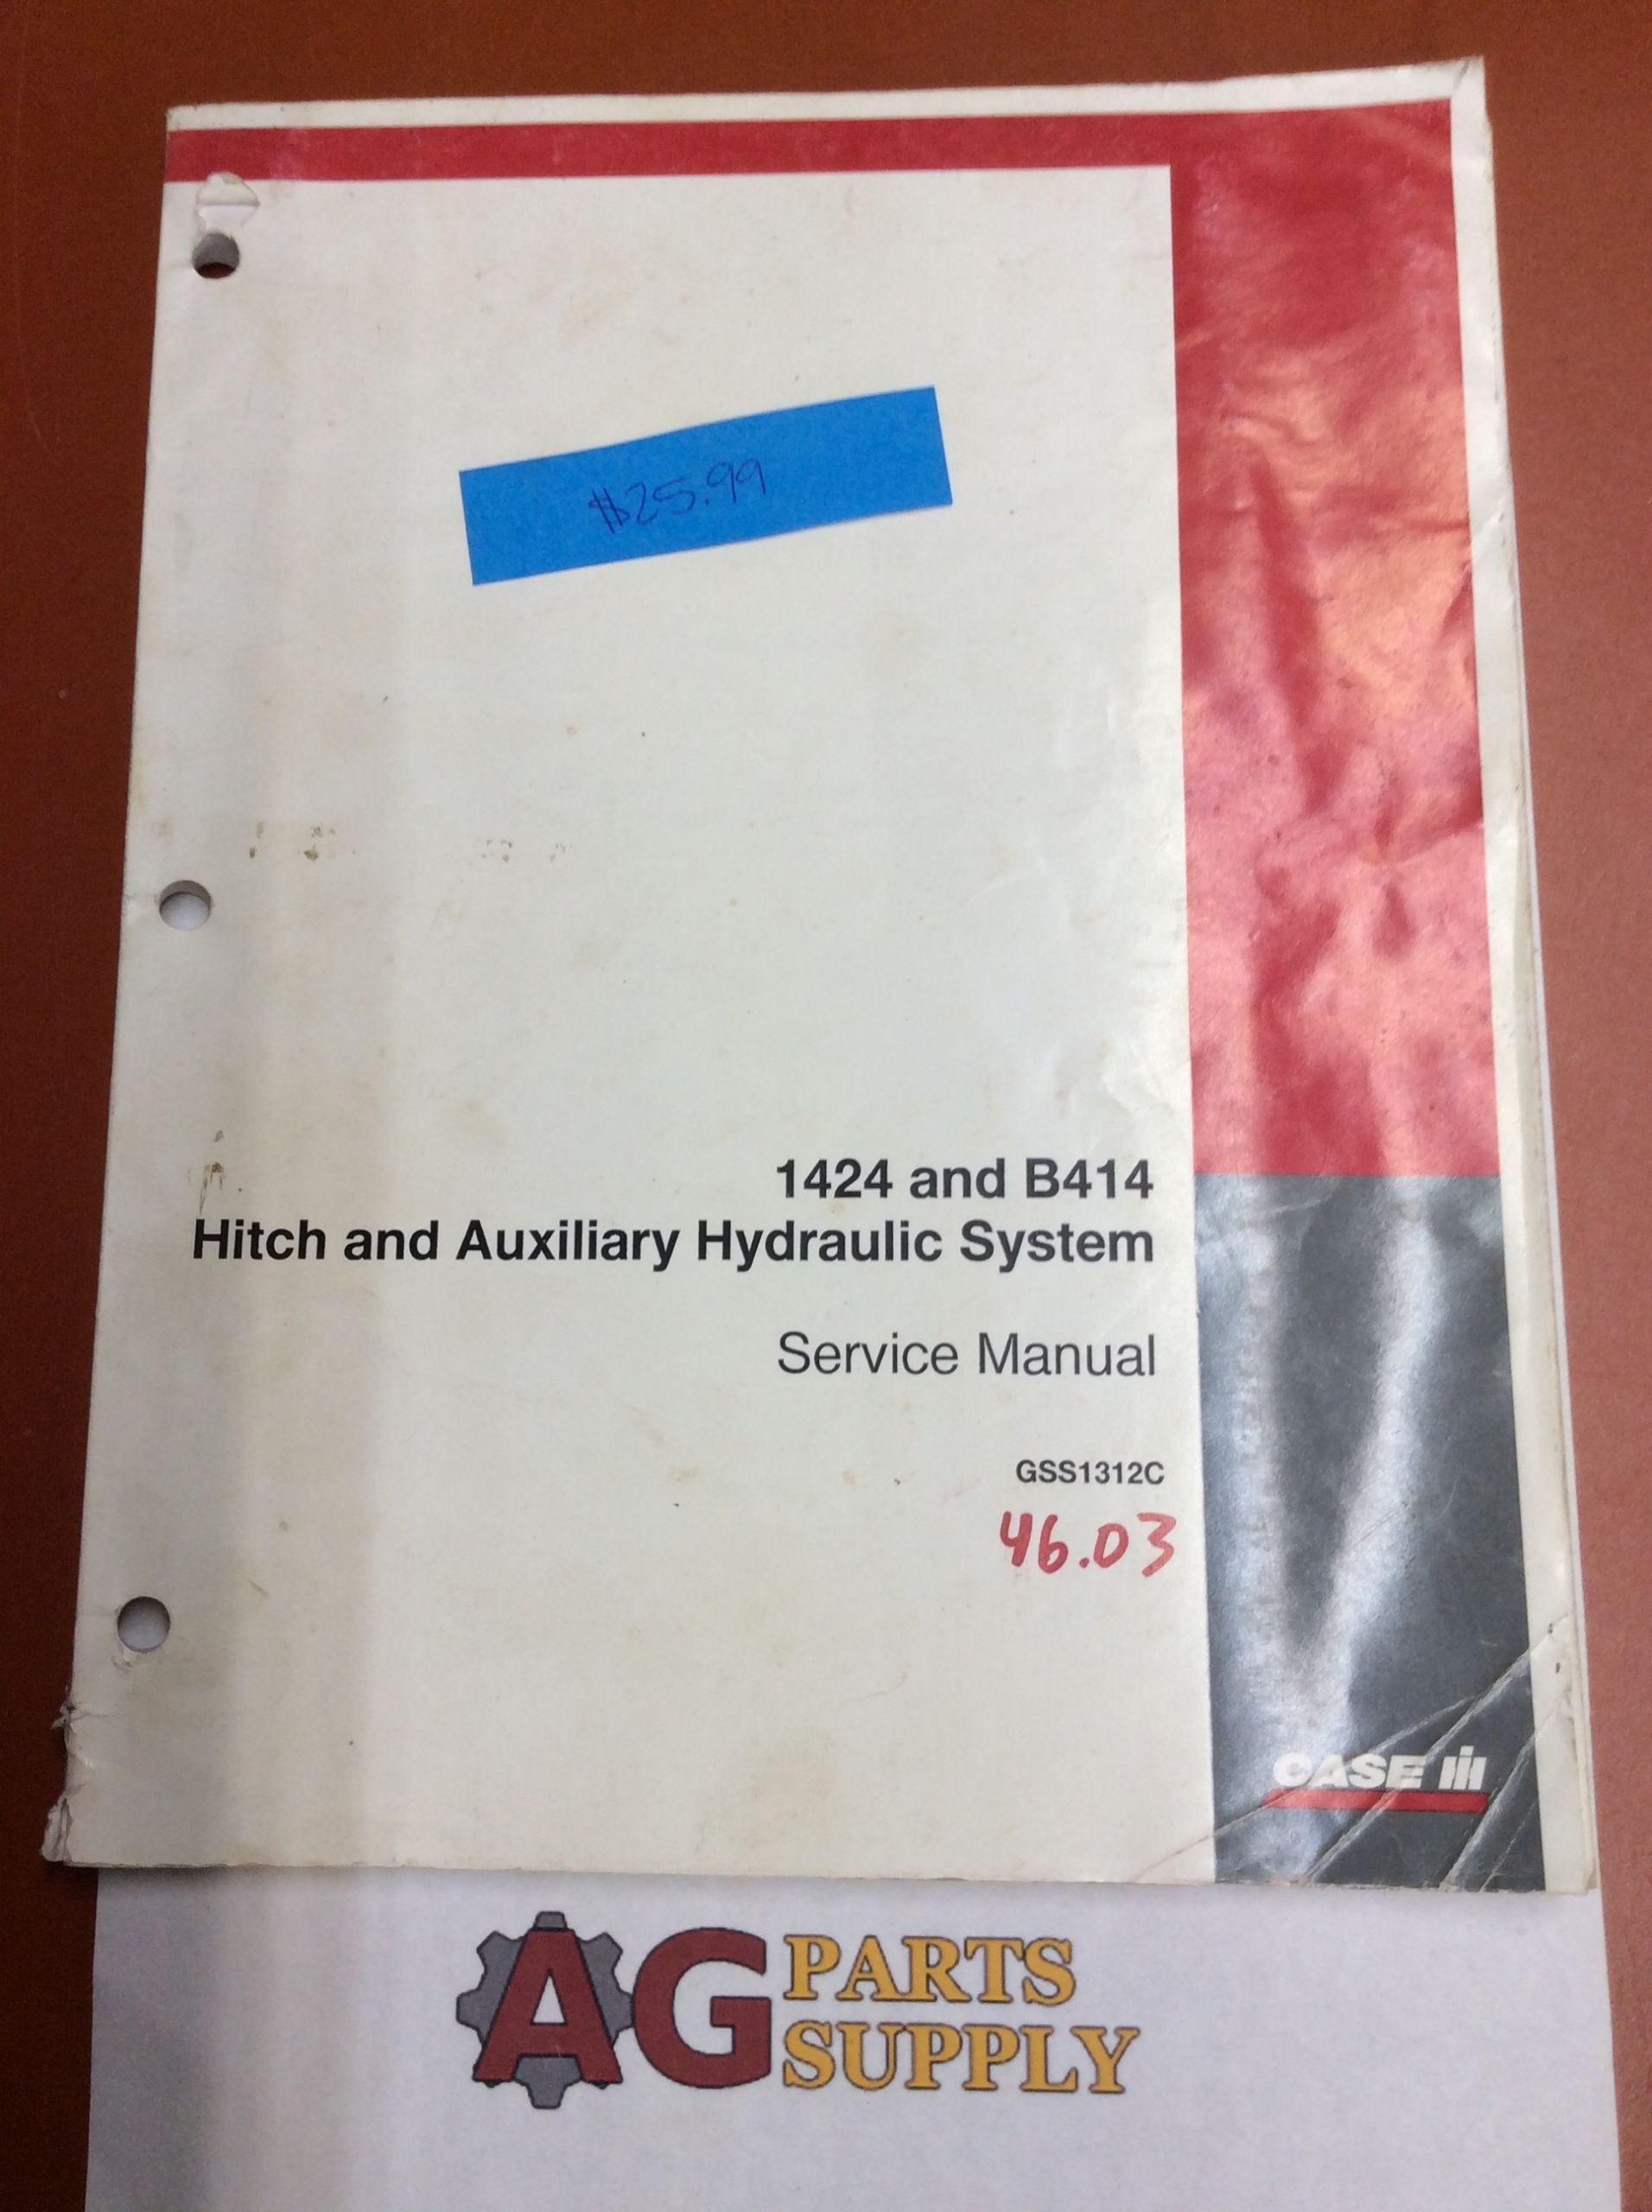 $25.99
1424 and B414
Hitch and Auxiliary Hydraulic System
Service Manual
GSS1312C
46.03
CASE IH
AG PARTS
SUPPLY